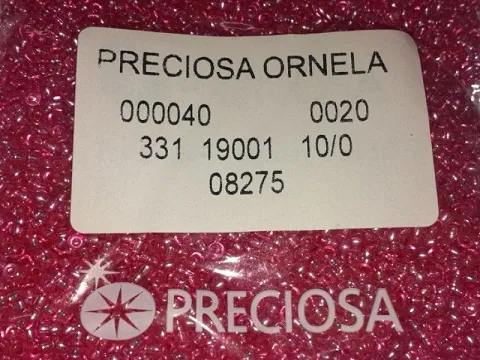 PRECIOSA ORNELA
000040 0020
331 19001 10/0
08275
PRECIOSA